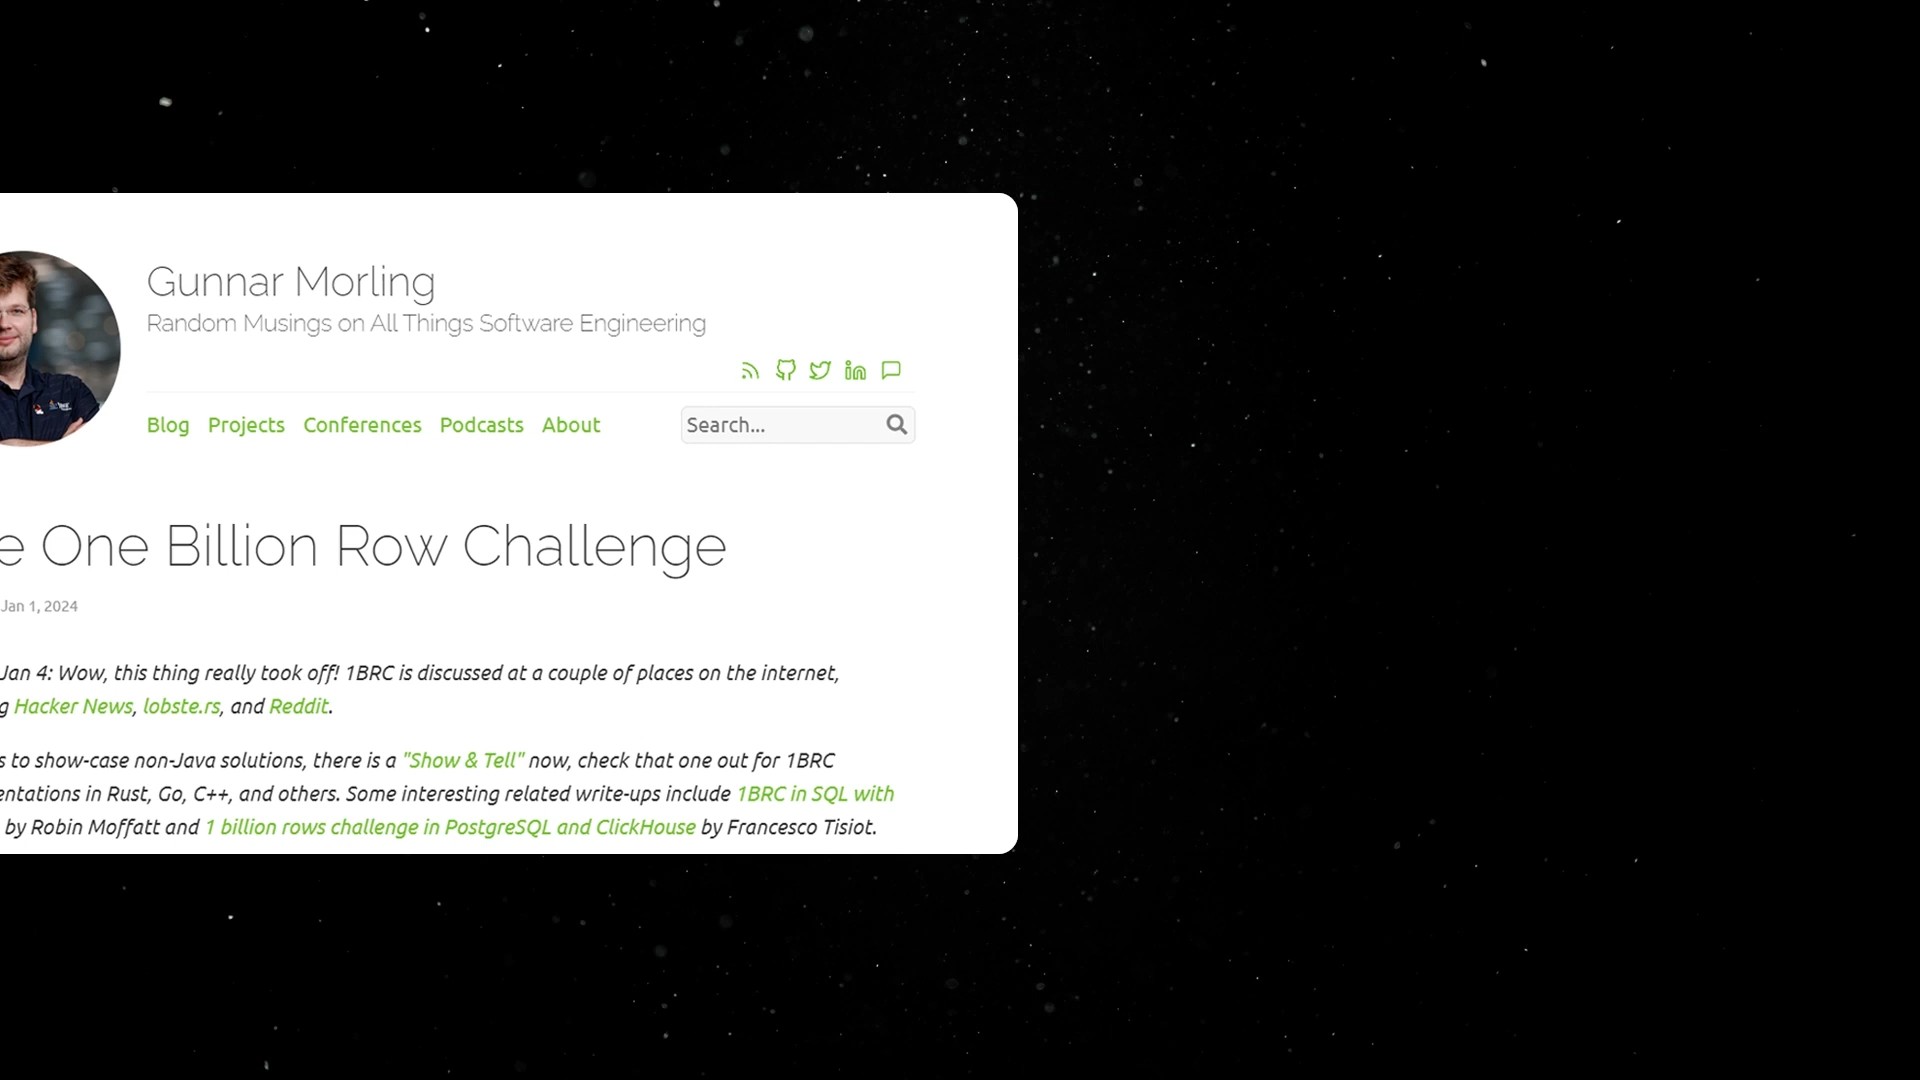 Gunnar Morling
Random Musings on All Things Software Engineering
Blog Projects Conferences Podcasts About Search...
One Billion Row Challenge
Jan 1, 2024
Jan 4: Wow, this thing really took off! 1BRC is discussed at a couple of places on the internet,
Hacker News, lobste.rs, and Reddit.
to show-case non-Java solutions, there is a "Show & Tell" now, check that one out for 1BRC
in Rust, Go, C++, and others. Some interesting related write-ups include 1BRC in SQL with
by Robin Moffatt and 1 billion rows challenge in PostgreSQL and ClickHouse by Francesco Tisiot.